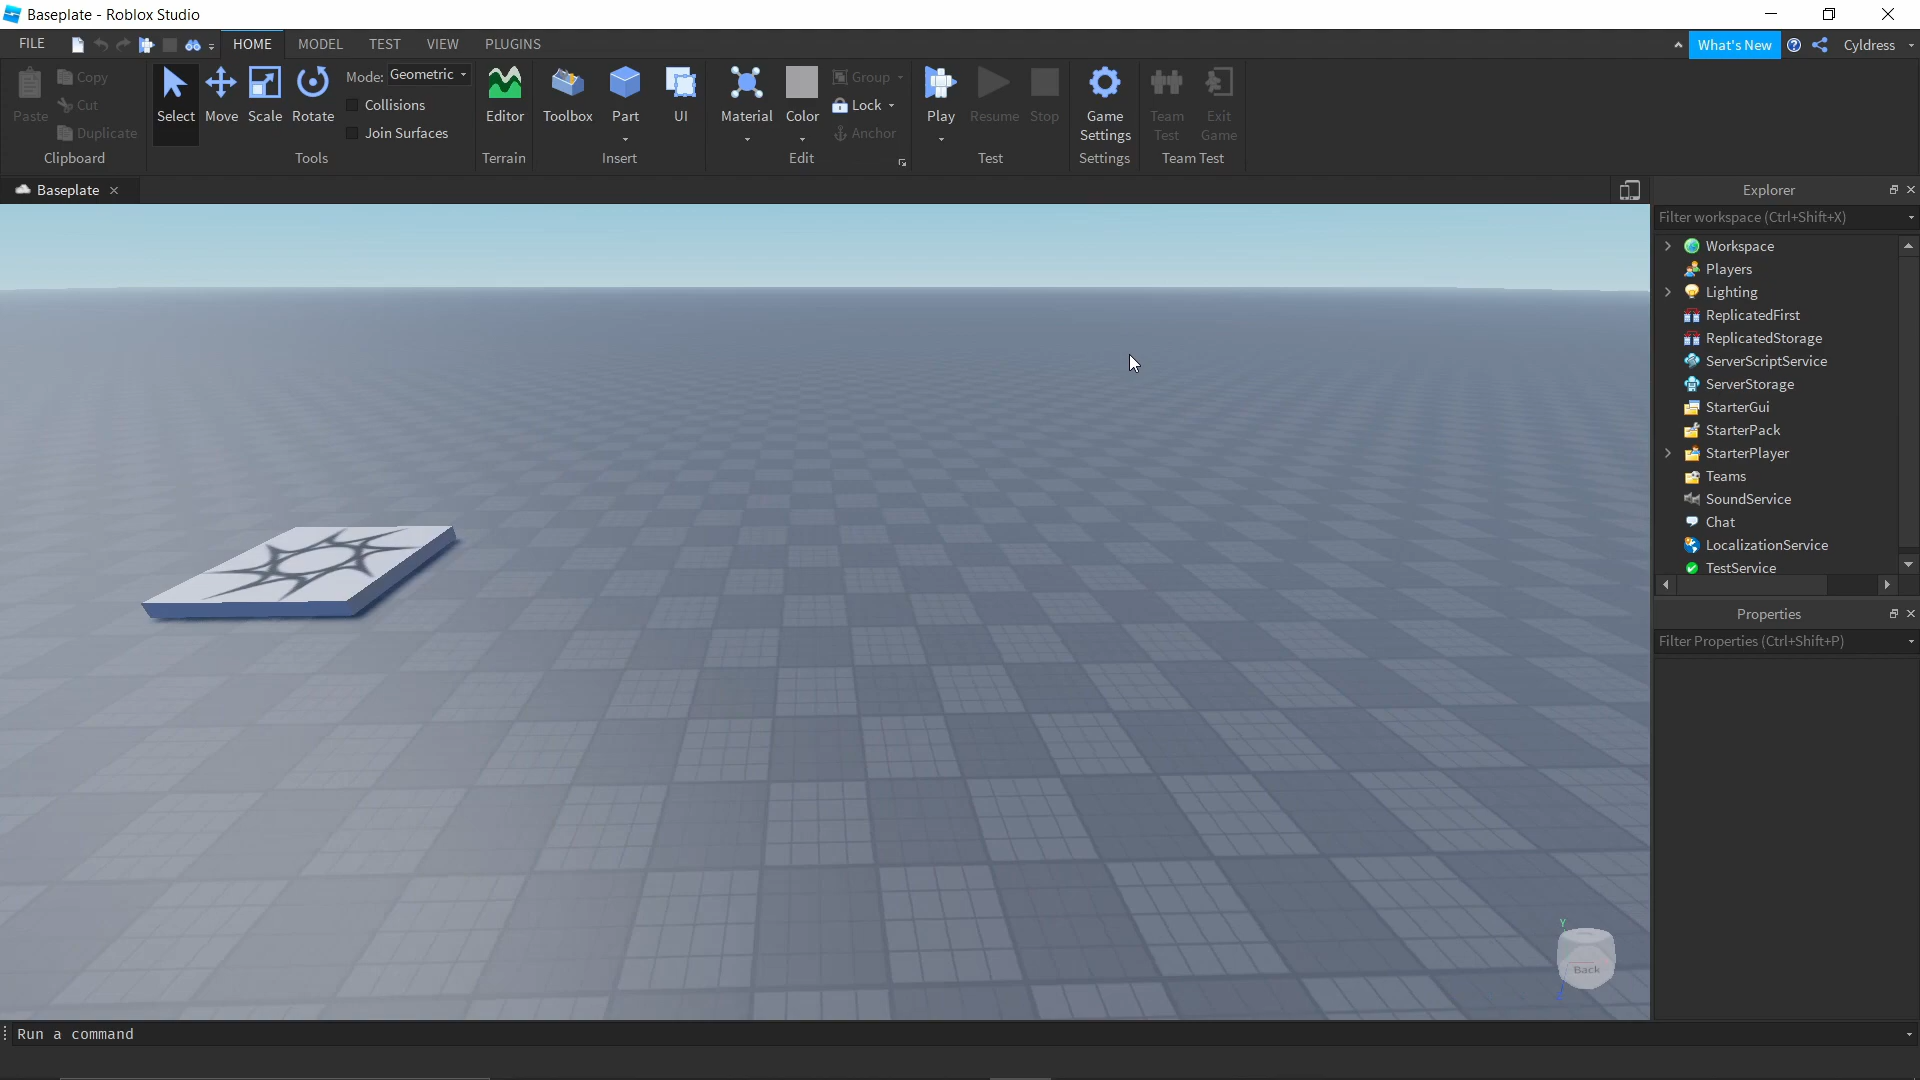 Baseplate - Roblox Studio
FILE
HOME
MODEL
TEST
VIEW
PLUGINS
What's New
Cyldress
Paste
Copy
Cut
Duplicate
Clipboard
Select
Move
Scale
Rotate
Mode: Geometric
Collisions
Join Surfaces
Tools
Editor
Terrain
Toolbox
Part
UI
Insert
Material
Color
Group
Lock
Anchor
Edit
Play
Resume
Stop
Test
Game
Settings
Settings
Team
Test
Exit
Game
Team Test
Baseplate
Explorer
Filter workspace (Ctrl+Shift+X)
Workspace
Players
Lighting
ReplicatedFirst
ReplicatedStorage
ServerScriptService
ServerStorage
StarterGui
StarterPack
StarterPlayer
Teams
SoundService
Chat
LocalizationService
TestService
Properties
Filter Properties (Ctrl+Shift+P)
Y
Back
Z
Run a command